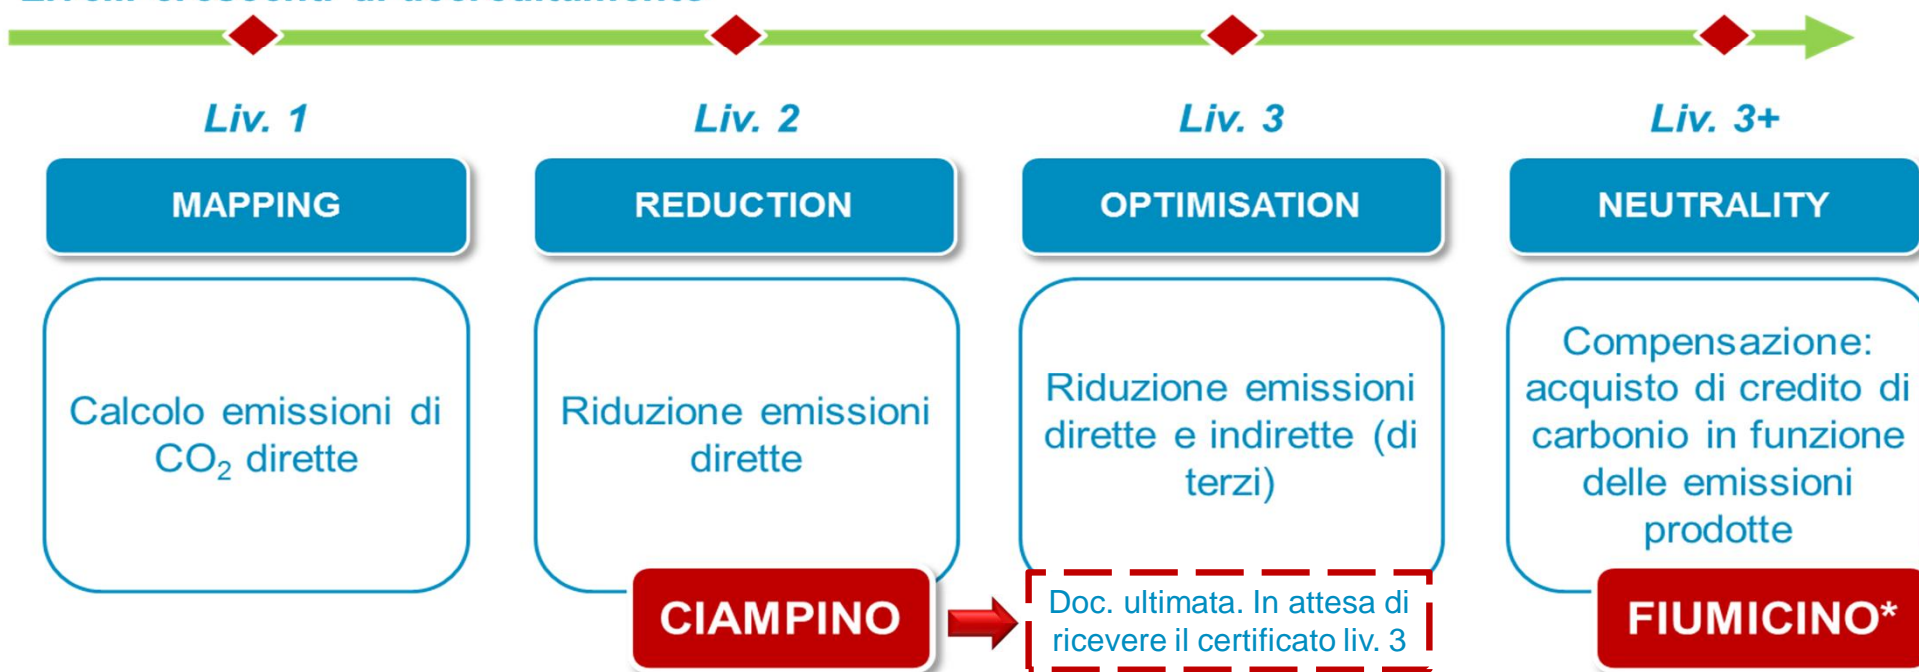 Liv. 1
Liv. 2
Liv. 3
Liv. 3+
MAPPING
REDUCTION
OPTIMISATION
NEUTRALITY
Calcolo emissioni di
CO₂ dirette
Riduzione emissioni
dirette
Riduzione emissioni
dirette e indirette (di
terzi)
Compensazione:
acquisto di credito di
carbonio in funzione
delle emissioni
prodotte
CIAMPINO
Doc. ultimata. In attesa di
ricevere il certificato liv. 3
FIUMICINO*